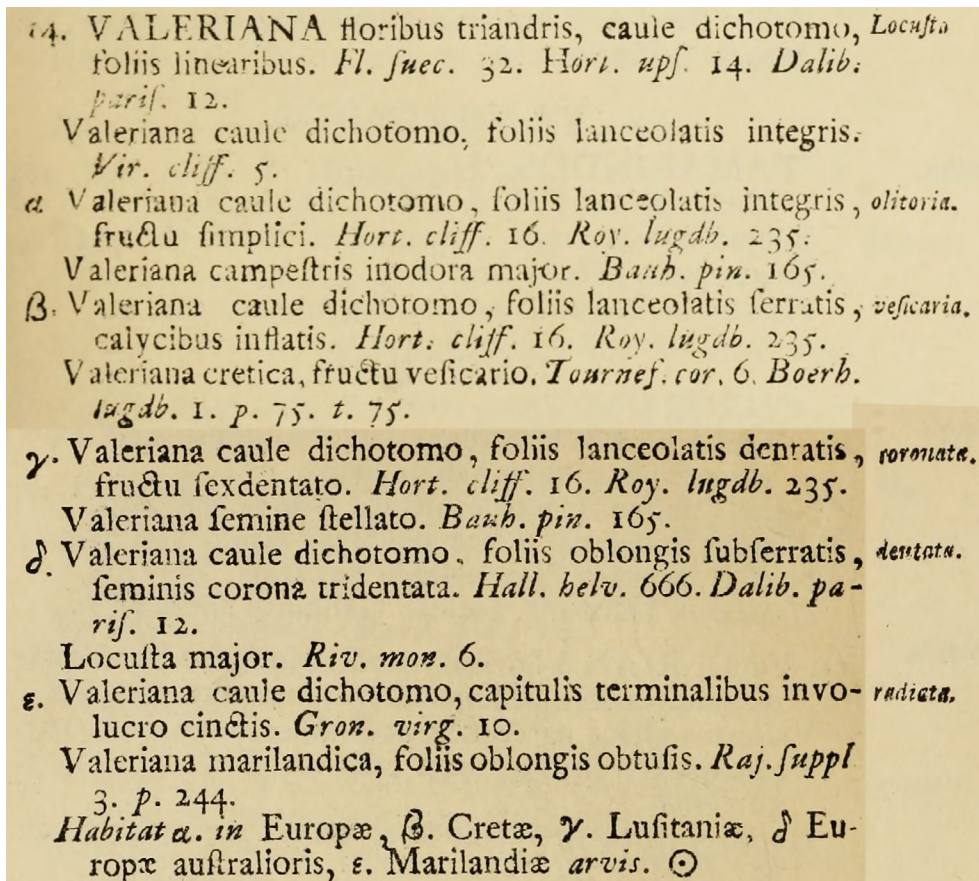 14. VALERIANA floribus triandris, caule dichotomo, Locuſta
foliis linearibus. Fl. ſuec. 32. Hort. upſ. 14. Dalib.
pariſ. 12.
Valeriana caule dichotomo, foliis lanceolatis integris.
Vir. cliff. 5.
α Valeriana caule dichotomo, foliis lanceolatis integris, olitoria.
fructu ſimplici. Hort. cliff. 16. Roy. lugdb. 235.
Valeriana campeſtris inodora major. Bauh. pin. 165.
β. Valeriana caule dichotomo, foliis lanceolatis ſerratis, veſicaria.
calycibus inflatis. Hort. cliff. 16. Roy. lugdb. 235.
Valeriana cretica, fructu veſicario. Tournef. cor. 6. Boerh.
lugdb. 1. p. 75. t. 75.
γ. Valeriana caule dichotomo, foliis lanceolatis dentatis, coronata.
fructu ſexdentato. Hort. cliff. 16. Roy. lugdb. 235.
Valeriana ſemine ſtellato. Bauh. pin. 165.
δ. Valeriana caule dichotomo, foliis oblongis ſubſerratis, dentata.
ſeminis corona tridentata. Hall. helv. 666. Dalib. pa-
riſ. 12.
Locuſta major. Riv. mon. 6.
ε. Valeriana caule dichotomo, capitulis terminalibus invo- radiata.
lucro cinctis. Gron. virg. 10.
Valeriana marilandica, foliis oblongis obtuſis. Raj. ſuppl
3. p. 244.
Habitat α. in Europæ, β. Cretæ, γ. Luſitaniæ, δ Eu-
ropæ auſtralioris, ε. Marilandiæ arvis. ☉